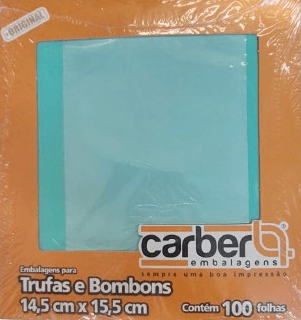 ORIGINAL
carber
embalagens
sempre uma boa impressão
Embalagens para
Trufas e Bombons
14,5 cm x 15,5 cm
Contém 100 folhas